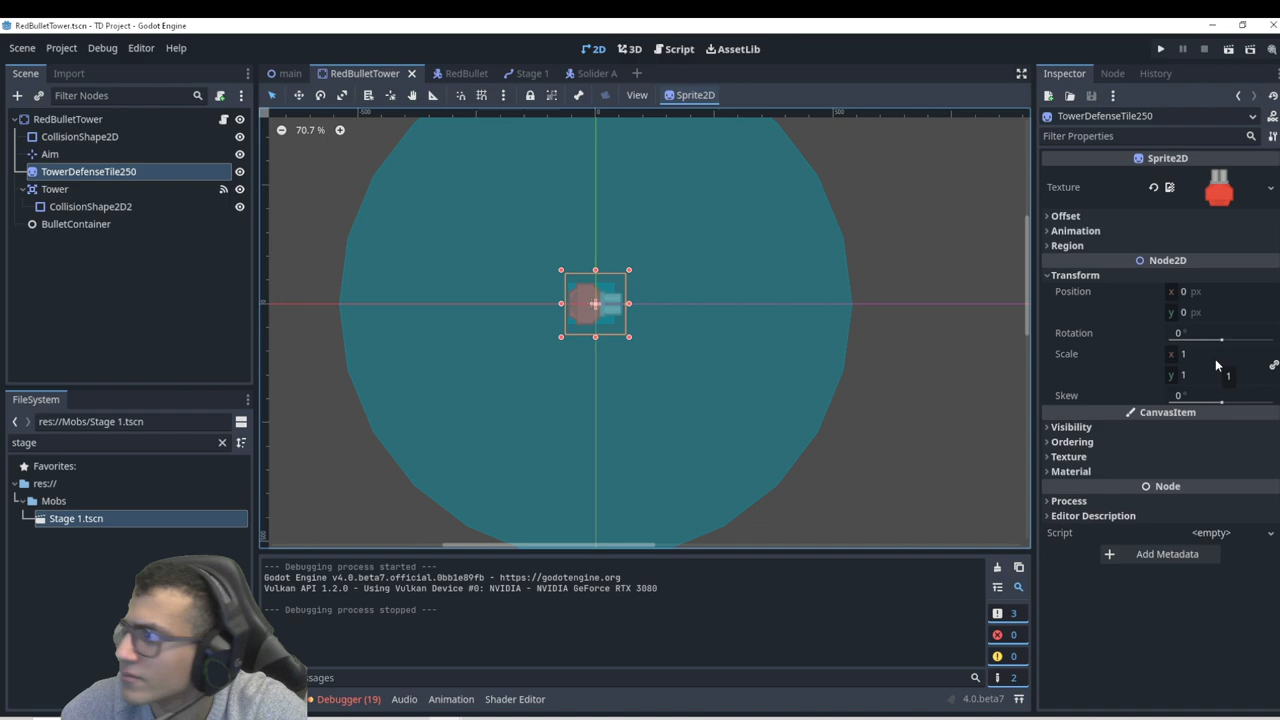 RedBulletTower.tscn - TD Project - Godot Engine
Scene Project Debug Editor Help
2D 3D Script AssetLib
Scene Import
main RedBulletTower RedBullet Stage 1 Solider A
Inspector Node History
Filter Nodes
View Sprite2D
RedBulletTower
CollisionShape2D
Aim
TowerDefenseTile250
Tower
CollisionShape2D2
BulletContainer
-500 0 500
70.7 %
0
TowerDefenseTile250
Filter Properties
Sprite2D
Texture
Offset
Animation
Region
Node2D
Transform
Position x 0 px
y 0 px
Rotation 0 °
Scale x 1
y 1
1
Skew 0 °
CanvasItem
Visibility
Ordering
Texture
Material
Node
Process
Editor Description
Script <empty>
Add Metadata
FileSystem
res://Mobs/Stage 1.tscn
stage
Favorites:
res://
Mobs
Stage 1.tscn
--- Debugging process started ---
Godot Engine v4.0.beta7.official.0bb1e89fb - https://godotengine.org
Vulkan API 1.2.0 - Using Vulkan Device #0: NVIDIA - NVIDIA GeForce RTX 3080
--- Debugging process stopped ---
3
0
0
2
Debugger (19) Audio Animation Shader Editor
4.0.beta7